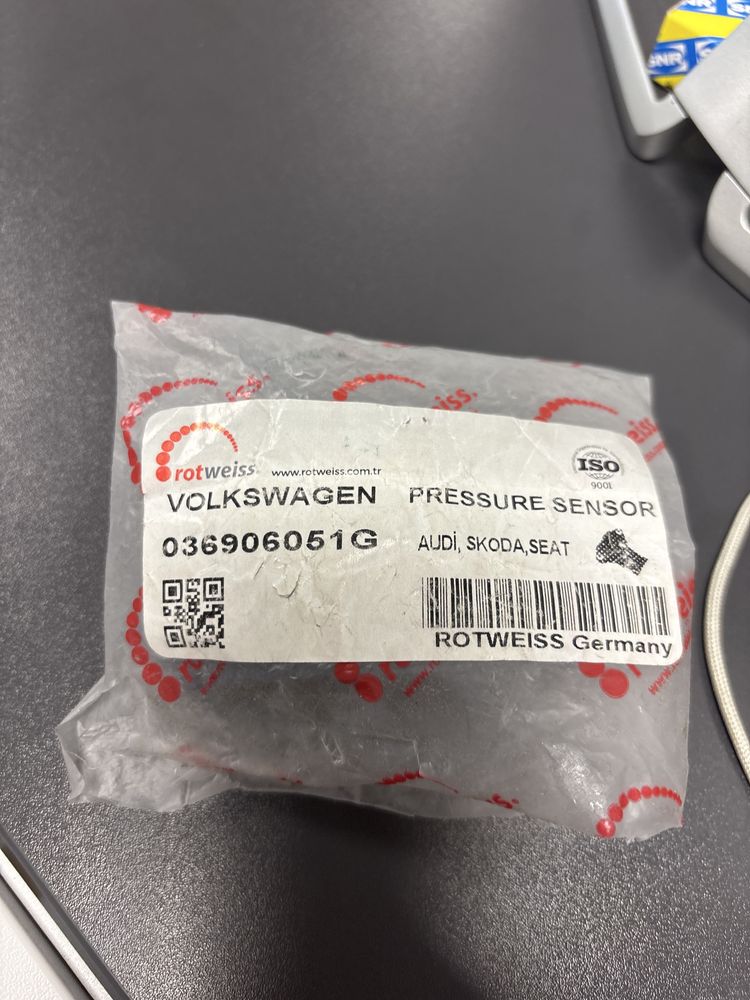 SNR
rotweiss
www.rotweiss.com.tr
ISO
9001
VOLKSWAGEN PRESSURE SENSOR
036906051G AUDİ, SKODA,SEAT
ROTWEISS Germany